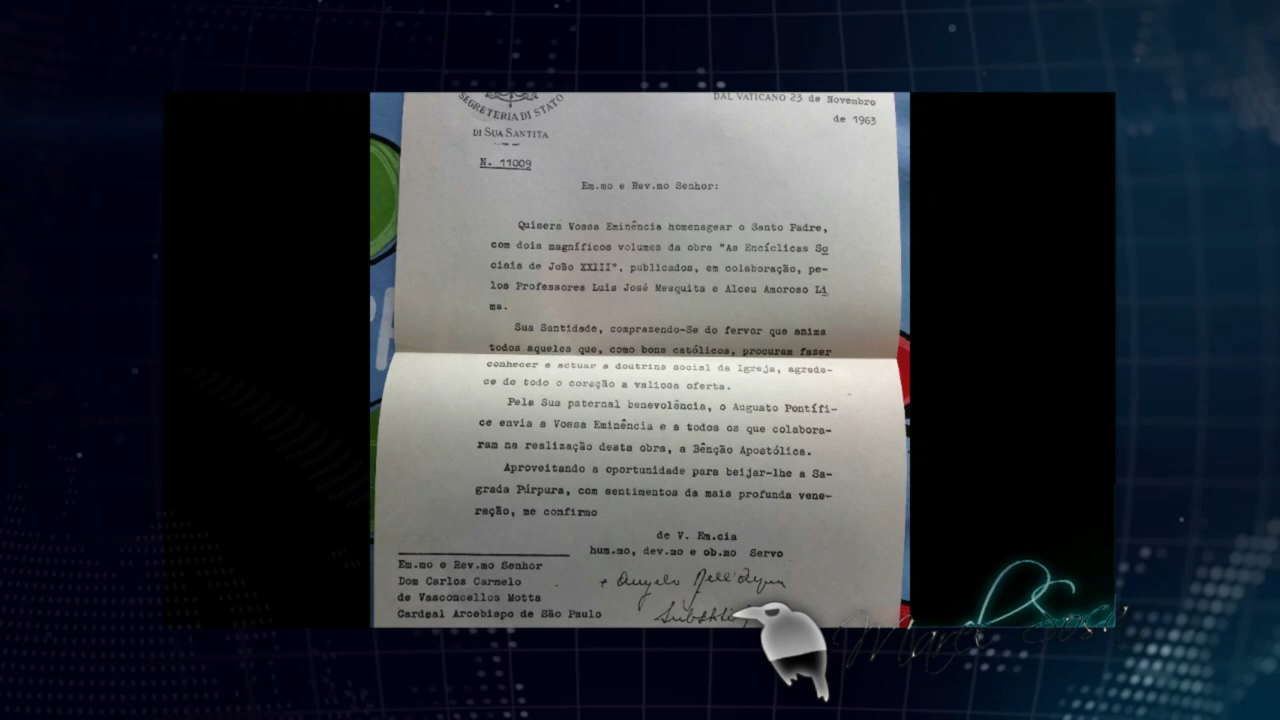 SEGRETERIA DI STATO
DI SUA SANTITA
N. 11009
DAL VATICANO 23 de Novembro
de 1963
Em.mo e Rev.mo Senhor:
Quisera Vossa Eminência homenagear o Santo Padre,
com dois magníficos volumes da obra "As Encíclicas So
ciais de João XXIII", publicados, em colaboração, pe-
los Professores Luis José Mesquita e Alceu Amoroso Li
ma.
Sua Santidade, comprazendo-Se do fervor que anima
todos aqueles que, como bons católicos, procuram fazer
conhecer e actuar a doutrina social da Igreja, agrade-
ce de todo o coração a valiosa oferta.
Pela Sua paternal benevolência, o Augusto Pontífi-
ce envia a Vossa Eminência e a todos os que colabora-
ram na realização desta obra, a Bênção Apostólica.
Aproveitando a oportunidade para beijar-lhe a Sa-
grada Púrpura, com sentimentos da mais profunda vene-
ração, me confirmo
de V. Em.cia
hum.mo, dev.mo e ob.mo Servo
+ Angelo Dell'Acqua
Em.mo e Rev.mo Senhor
Dom Carlos Carmelo
de Vasconcellos Motta
Cardeal Arcebispo de São Paulo